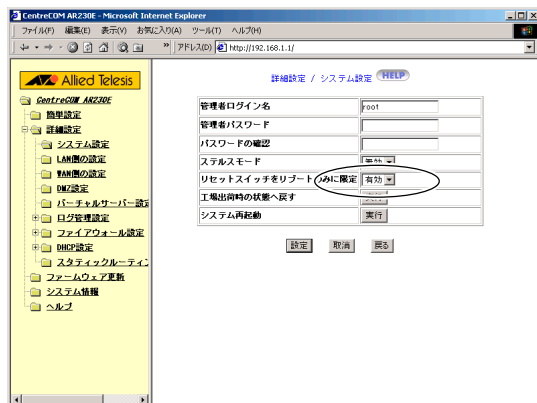 CentreCOM AR230E - Microsoft Internet Explorer
ファイル(F) 編集(E) 表示(V) お気に入り(A) ツール(T) ヘルプ(H)
アドレス(D) http://192.168.1.1/
Allied Telesis
CentreCOM AR230E
簡単設定
詳細設定
システム設定
LAN側の設定
WAN側の設定
DMZ設定
バーチャルサーバー設定
ログ管理設定
ファイアウォール設定
DHCP設定
スタティックルーティ
ファームウェア更新
システム情報
ヘルプ
詳細設定 / システム設定 HELP
管理者ログイン名 root
管理者パスワード
パスワードの確認
ステルスモード 無効
リセットスイッチをリブートのみに限定 有効
工場出荷時の状態へ戻す 実行
システム再起動 実行
設定 取消 戻る